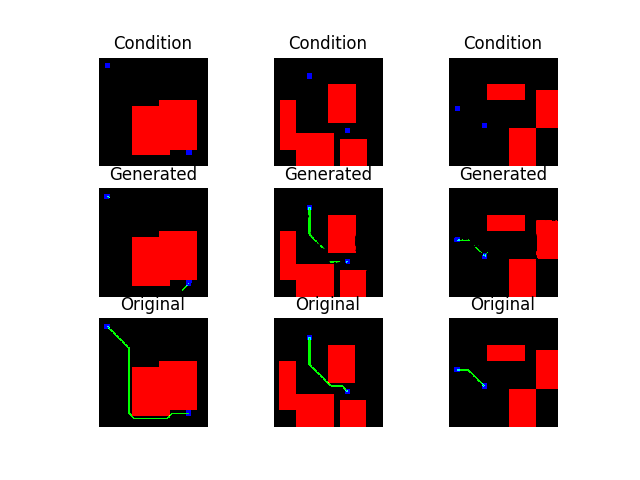 Condition Condition Condition
Generated Generated Generated
Original Original Original